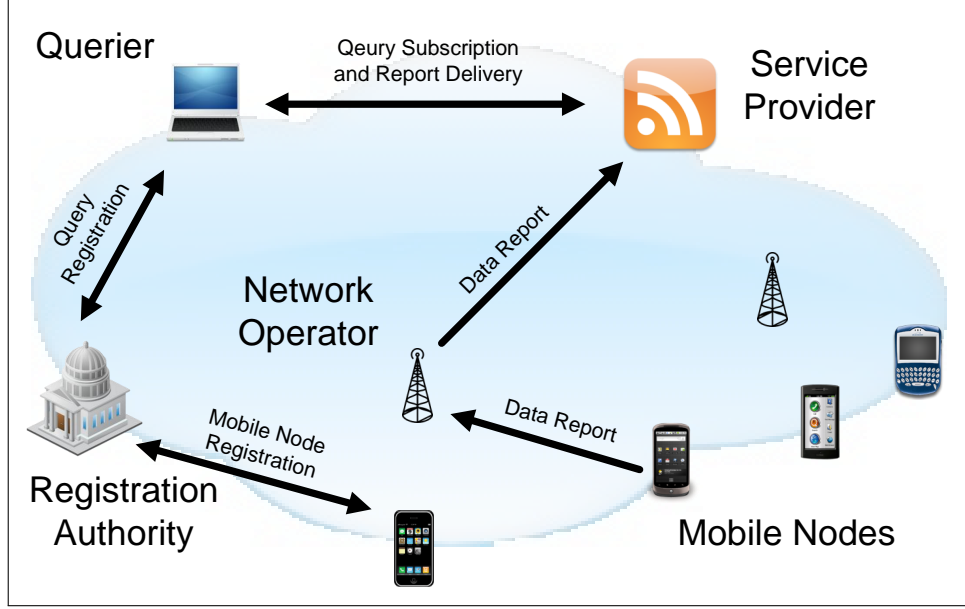 Querier
Qeury Subscription
and Report Delivery
Service
Provider
Query
Registration
Data Report
Network
Operator
Data Report
Mobile Node
Registration
Registration
Authority
Mobile Nodes